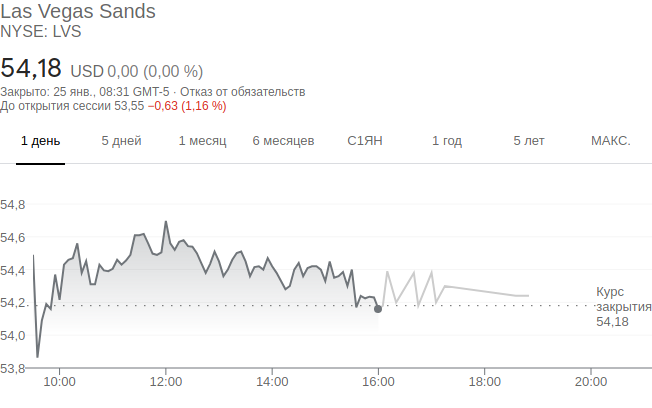 Las Vegas Sands
NYSE: LVS
54,18 USD 0,00 (0,00 %)
Закрыто: 25 янв., 08:31 GMT-5 · Отказ от обязательств
До открытия сессии 53,55 −0,63 (1,16 %)
1 день 5 дней 1 месяц 6 месяцев С1ЯН 1 год 5 лет МАКС.
54,8
54,6
54,4
54,2
54,0
53,8
Курс
закрытия
54,18
10:00 12:00 14:00 16:00 18:00 20:00